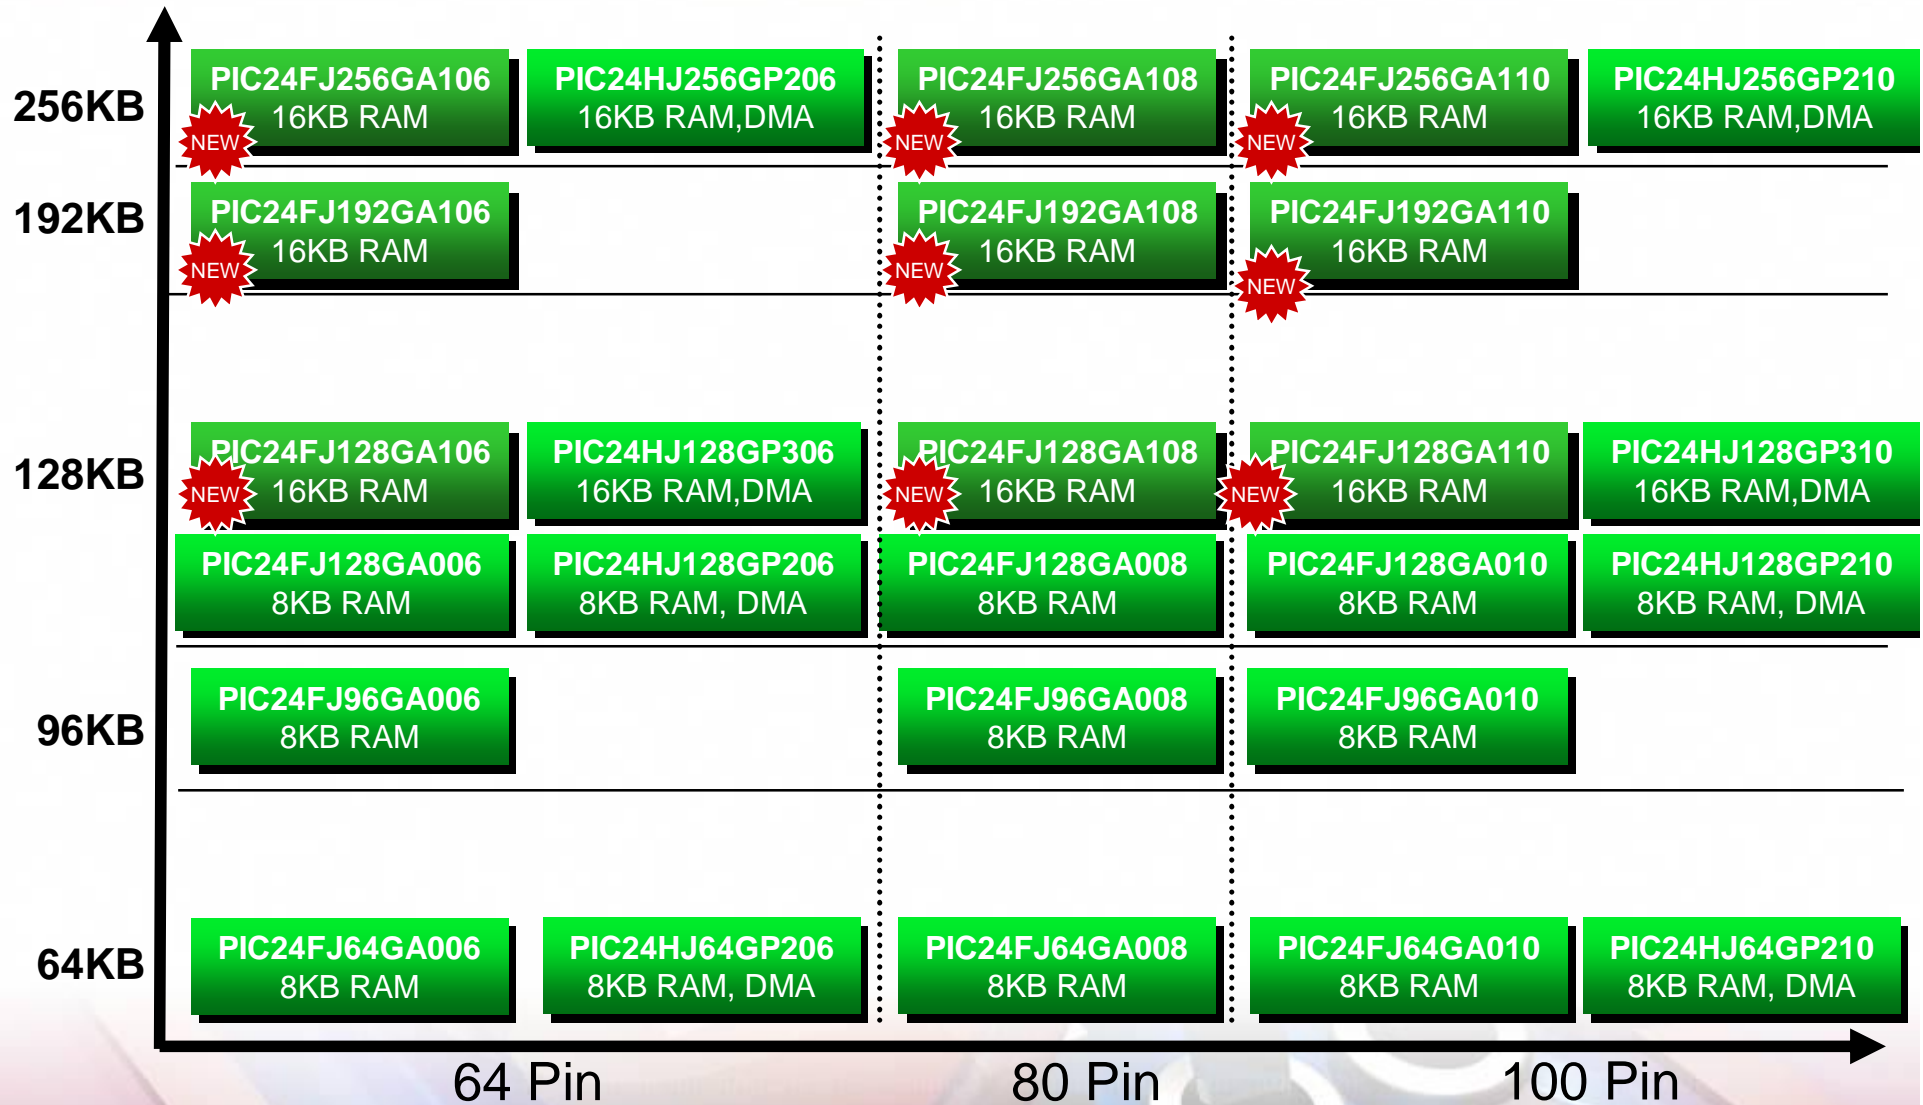 256KB
PIC24FJ256GA106
16KB RAM
NEW
PIC24HJ256GP206
16KB RAM,DMA
PIC24FJ256GA108
16KB RAM
NEW
PIC24FJ256GA110
16KB RAM
NEW
PIC24HJ256GP210
16KB RAM,DMA
192KB
PIC24FJ192GA106
16KB RAM
NEW
PIC24FJ192GA108
16KB RAM
NEW
PIC24FJ192GA110
16KB RAM
NEW
128KB
PIC24FJ128GA106
16KB RAM
NEW
PIC24HJ128GP306
16KB RAM,DMA
PIC24FJ128GA108
16KB RAM
NEW
PIC24FJ128GA110
16KB RAM
NEW
PIC24HJ128GP310
16KB RAM,DMA
PIC24FJ128GA006
8KB RAM
PIC24HJ128GP206
8KB RAM, DMA
PIC24FJ128GA008
8KB RAM
PIC24FJ128GA010
8KB RAM
PIC24HJ128GP210
8KB RAM, DMA
96KB
PIC24FJ96GA006
8KB RAM
PIC24FJ96GA008
8KB RAM
PIC24FJ96GA010
8KB RAM
64KB
PIC24FJ64GA006
8KB RAM
PIC24HJ64GP206
8KB RAM, DMA
PIC24FJ64GA008
8KB RAM
PIC24FJ64GA010
8KB RAM
PIC24HJ64GP210
8KB RAM, DMA
64 Pin
80 Pin
100 Pin